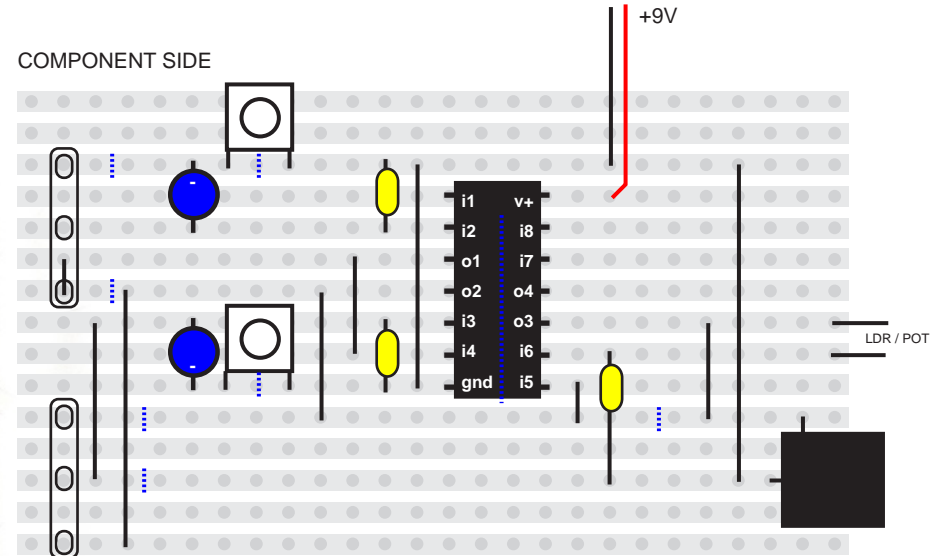 +9V
COMPONENT SIDE
-
i1 v+
i2 i8
o1 i7
o2 o4
i3 o3
i4 i6
gnd i5
LDR / POT
-